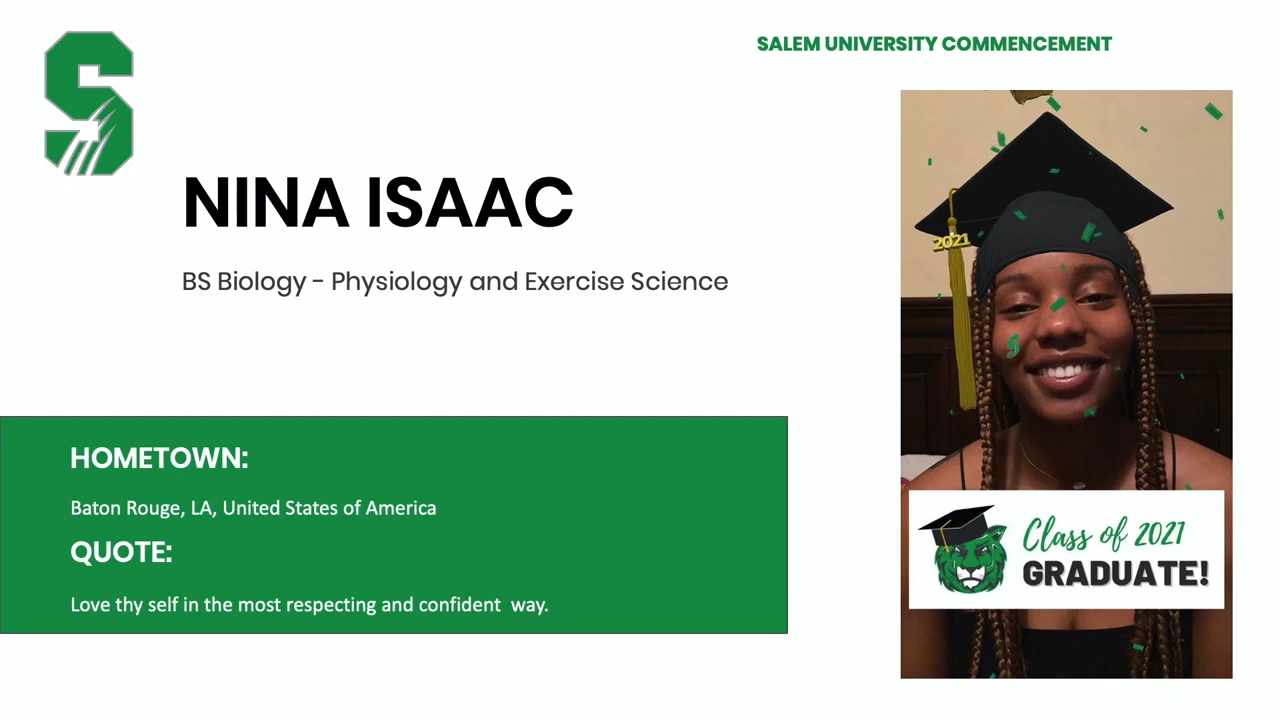 SALEM UNIVERSITY COMMENCEMENT
S
NINA ISAAC
BS Biology - Physiology and Exercise Science
2021
S
HOMETOWN:
Baton Rouge, LA, United States of America
QUOTE:
Love thy self in the most respecting and confident  way.
Class of 2021
GRADUATE!